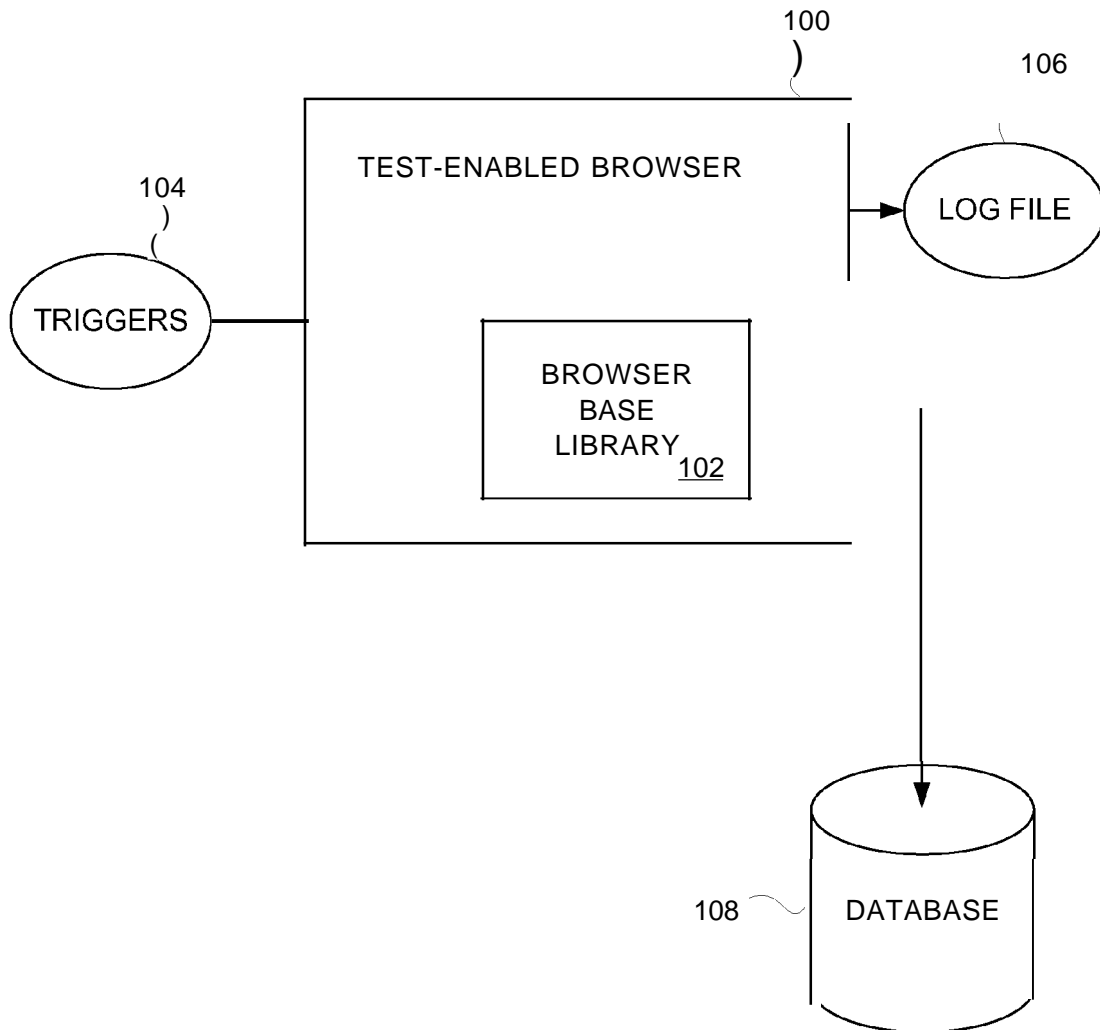 100
106
TEST-ENABLED BROWSER
104
LOG FILE
TRIGGERS
BROWSER
BASE
LIBRARY
102
108
DATABASE